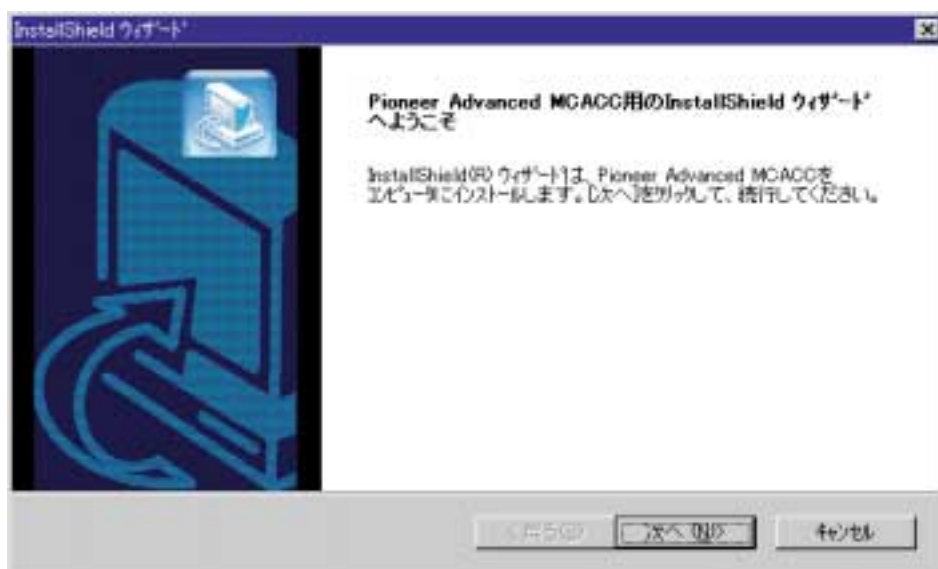 InstallShield ウィザード
Pioneer Advanced MCACC用のInstallShield ウィザード
へようこそ
InstallShield(R) ウィザードは、Pioneer Advanced MCACCを
コンピュータにインストールします。[次へ]をクリックして、続行してください。
< 戻る(B)
次へ (N)>
キャンセル